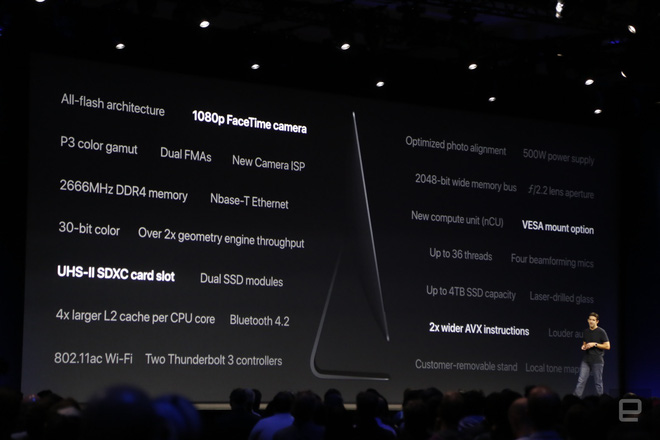 All-flash architecture 1080p FaceTime camera
P3 color gamut Dual FMAs New Camera ISP
2666MHz DDR4 memory Nbase-T Ethernet
30-bit color Over 2x geometry engine throughput
UHS-II SDXC card slot Dual SSD modules
4x larger L2 cache per CPU core Bluetooth 4.2
802.11ac Wi-Fi Two Thunderbolt 3 controllers
Optimized photo alignment 500W power supply
2048-bit wide memory bus ƒ/2.2 lens aperture
New compute unit (nCU) VESA mount option
Up to 36 threads Four beamforming mics
Up to 4TB SSD capacity Laser-drilled glass
2x wider AVX instructions Louder
Customer-removable stand Local tone